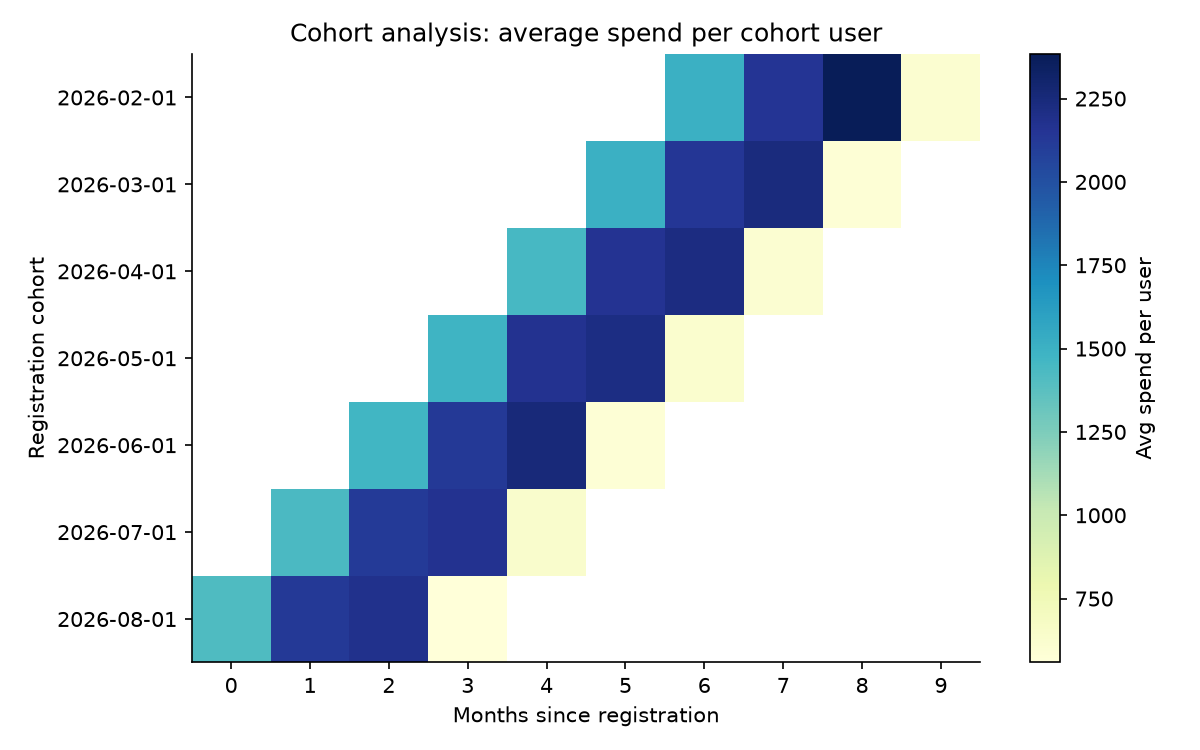 Cohort analysis: average spend per cohort user
Registration cohort
2026-02-01
2026-03-01
2026-04-01
2026-05-01
2026-06-01
2026-07-01
2026-08-01
0 1 2 3 4 5 6 7 8 9
Months since registration
2250
2000
1750
1500
1250
1000
750
Avg spend per user